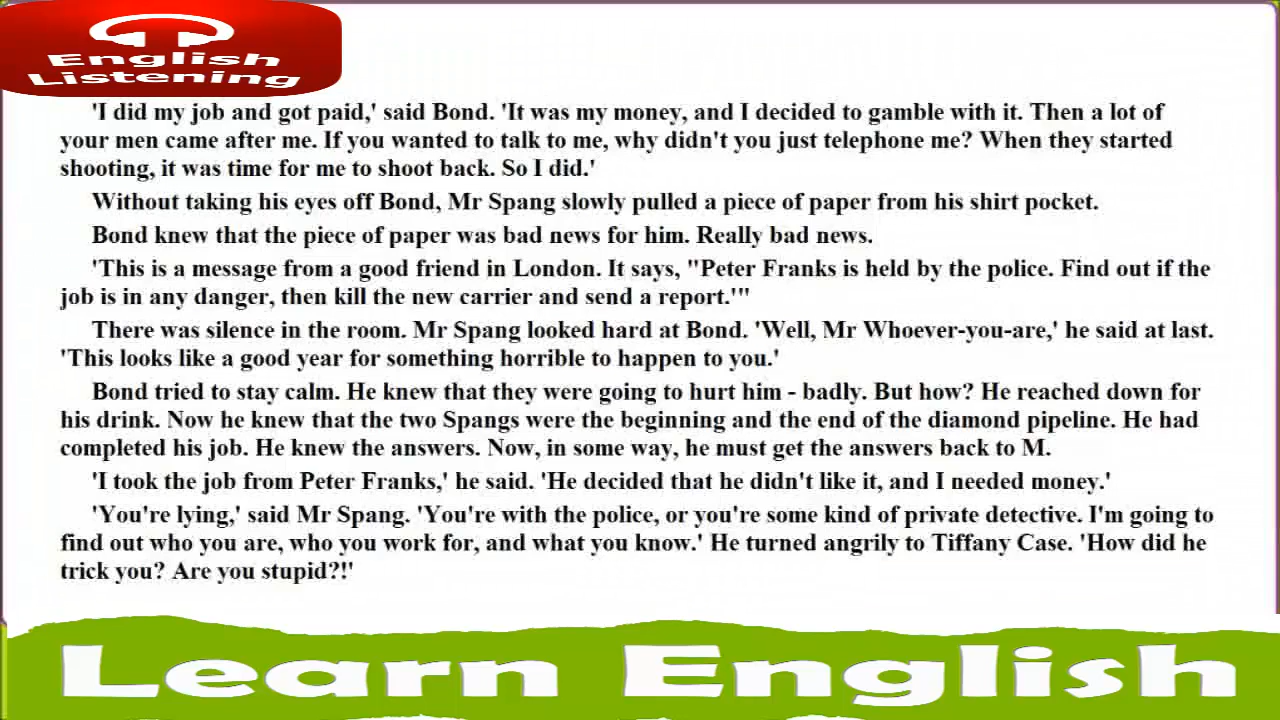 English
Listening
'I did my job and got paid,' said Bond. 'It was my money, and I decided to gamble with it. Then a lot of
your men came after me. If you wanted to talk to me, why didn't you just telephone me? When they started
shooting, it was time for me to shoot back. So I did.'
Without taking his eyes off Bond, Mr Spang slowly pulled a piece of paper from his shirt pocket.
Bond knew that the piece of paper was bad news for him. Really bad news.
'This is a message from a good friend in London. It says, "Peter Franks is held by the police. Find out if the
job is in any danger, then kill the new carrier and send a report.'"
There was silence in the room. Mr Spang looked hard at Bond. 'Well, Mr Whoever-you-are,' he said at last.
'This looks like a good year for something horrible to happen to you.'
Bond tried to stay calm. He knew that they were going to hurt him - badly. But how? He reached down for
his drink. Now he knew that the two Spangs were the beginning and the end of the diamond pipeline. He had
completed his job. He knew the answers. Now, in some way, he must get the answers back to M.
'I took the job from Peter Franks,' he said. 'He decided that he didn't like it, and I needed money.'
'You're lying,' said Mr Spang. 'You're with the police, or you're some kind of private detective. I'm going to
find out who you are, who you work for, and what you know.' He turned angrily to Tiffany Case. 'How did he
trick you? Are you stupid?!'
Learn English